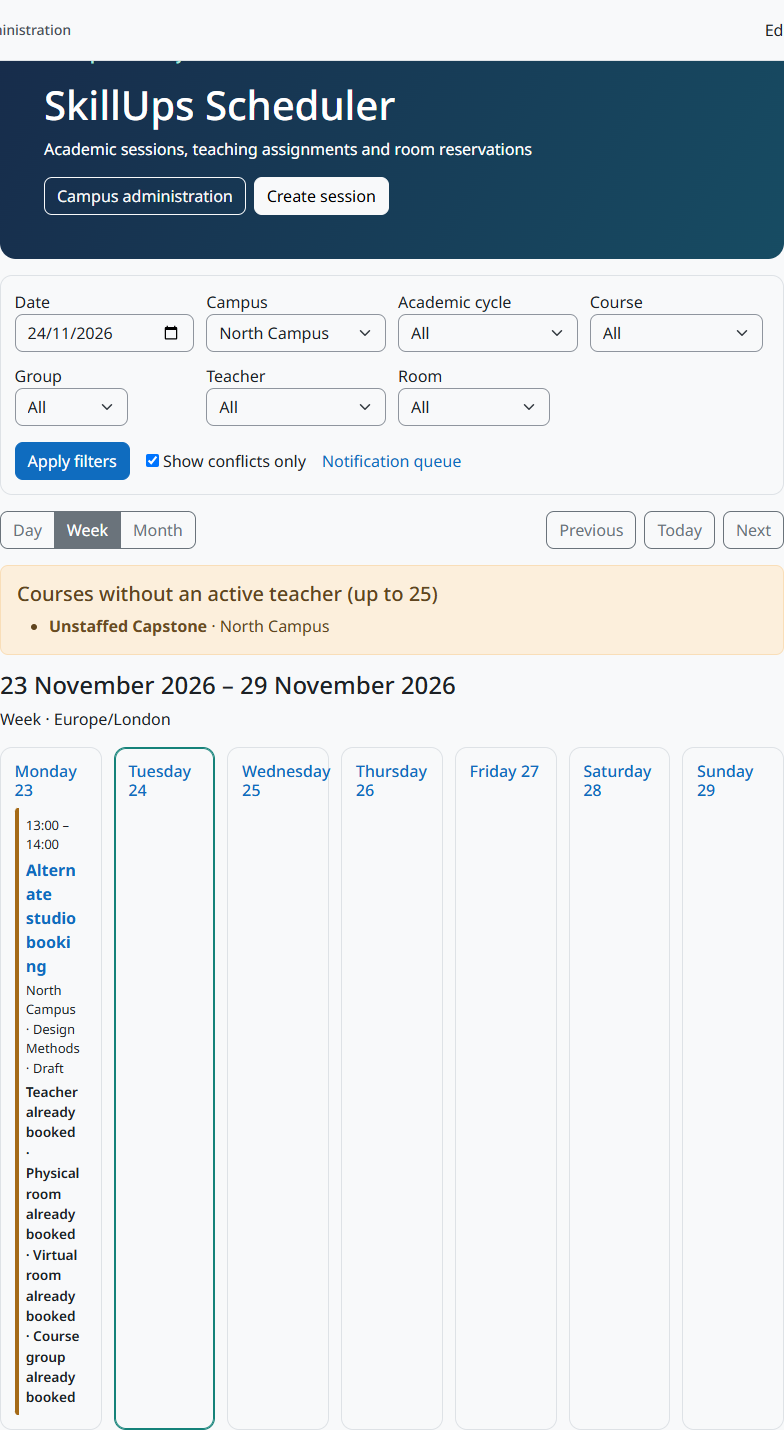 Ed
SkillUps Scheduler
Academic sessions, teaching assignments and room reservations
Campus administration
Create session
Date
Campus
Academic cycle
Course
24/11/2026
North Campus
All
All
Group
Teacher
Room
All
All
All
Apply filters
Show conflicts only
Notification queue
Day
Week
Month
Previous
Today
Next
Courses without an active teacher (up to 25)
• Unstaffed Capstone · North Campus
23 November 2026 – 29 November 2026
Week · Europe/London
Monday
23
Tuesday
24
Wednesday
25
Thursday
26
Friday 27
Saturday
28
Sunday
29
13:00 –
14:00
Altern
ate
studio
booki
ng
North
Campus
· Design
Methods
· Draft
Teacher
already
booked
·
Physical
room
already
booked
· Virtual
room
already
booked
· Course
group
already
booked